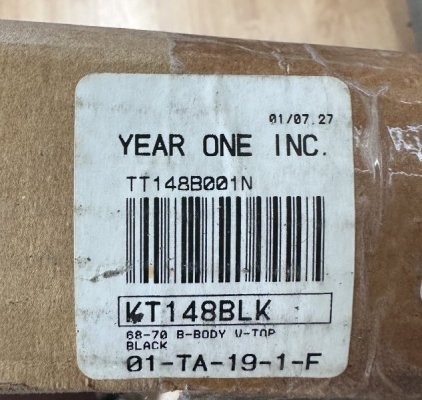 01/07.27
YEAR ONE INC.
TT148B001N
KT148BLK
68-70 B-BODY V-TOP
BLACK
01-TA-19-1-F